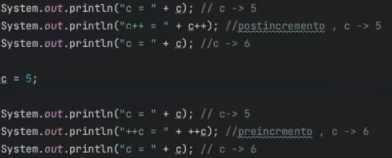 System.out.println("c = " + c); // c -> 5
System.out.println("c++ = " + c++); //postincremento , c -> 5
System.out.println("c = " + c); //c -> 6
c = 5;
System.out.println("c = " + c); // c-> 5
System.out.println("++c = " + ++c); //preincrmento , c -> 6
System.out.println("c = " + c); // c -> 6